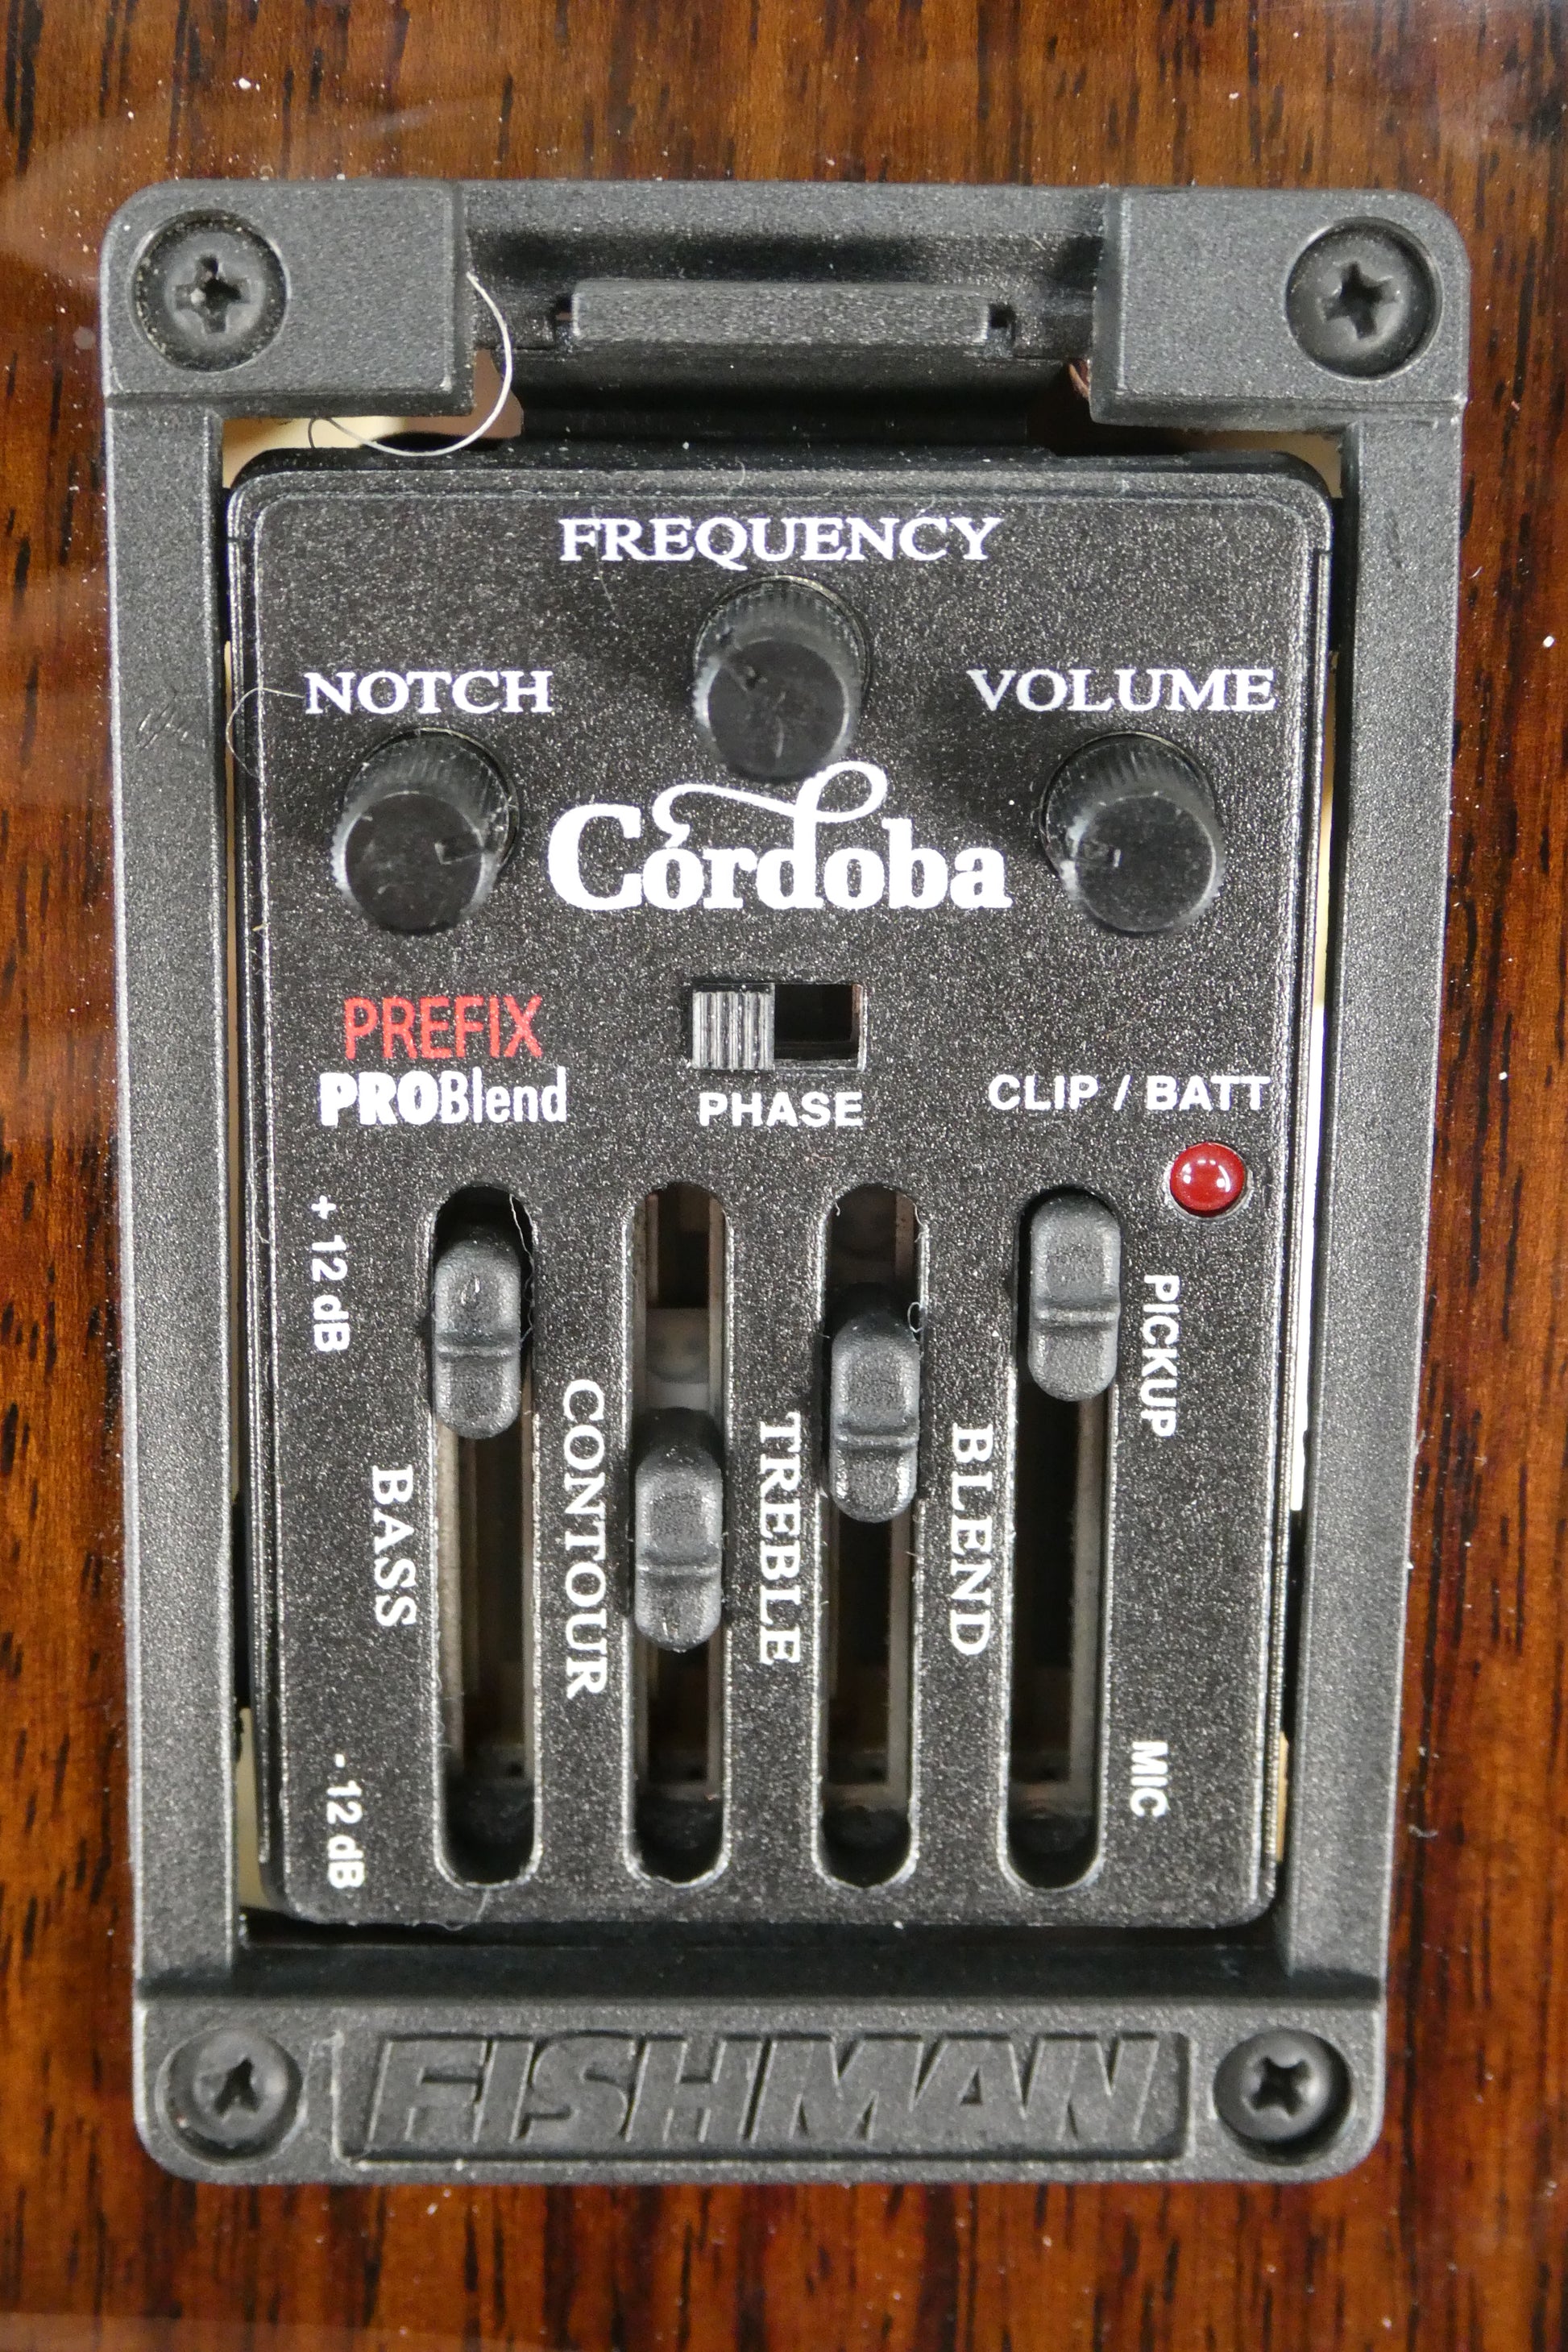 FREQUENCY
NOTCH
VOLUME
Córdoba
PREFIX
PROBlend
PHASE
CLIP / BATT
+ 12 dB
BASS
CONTOUR
TREBLE
BLEND
PICKUP
- 12 dB
MIC
FISHMAN